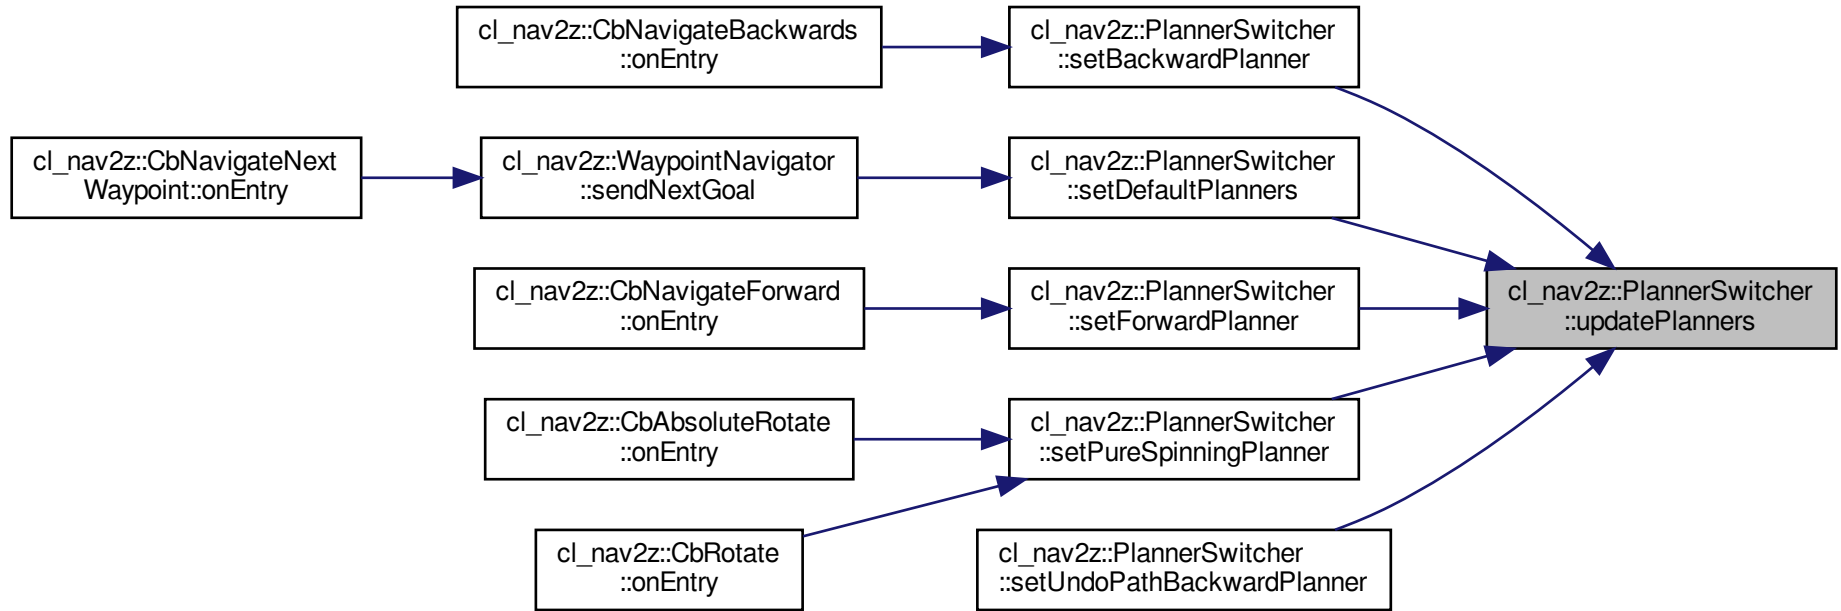 cl_nav2z::CbNavigateBackwards
::onEntry
cl_nav2z::PlannerSwitcher
::setBackwardPlanner
cl_nav2z::CbNavigateNext
Waypoint::onEntry
cl_nav2z::WaypointNavigator
::sendNextGoal
cl_nav2z::PlannerSwitcher
::setDefaultPlanners
cl_nav2z::CbNavigateForward
::onEntry
cl_nav2z::PlannerSwitcher
::setForwardPlanner
cl_nav2z::PlannerSwitcher
::updatePlanners
cl_nav2z::CbAbsoluteRotate
::onEntry
cl_nav2z::PlannerSwitcher
::setPureSpinningPlanner
cl_nav2z::CbRotate
::onEntry
cl_nav2z::PlannerSwitcher
::setUndoPathBackwardPlanner